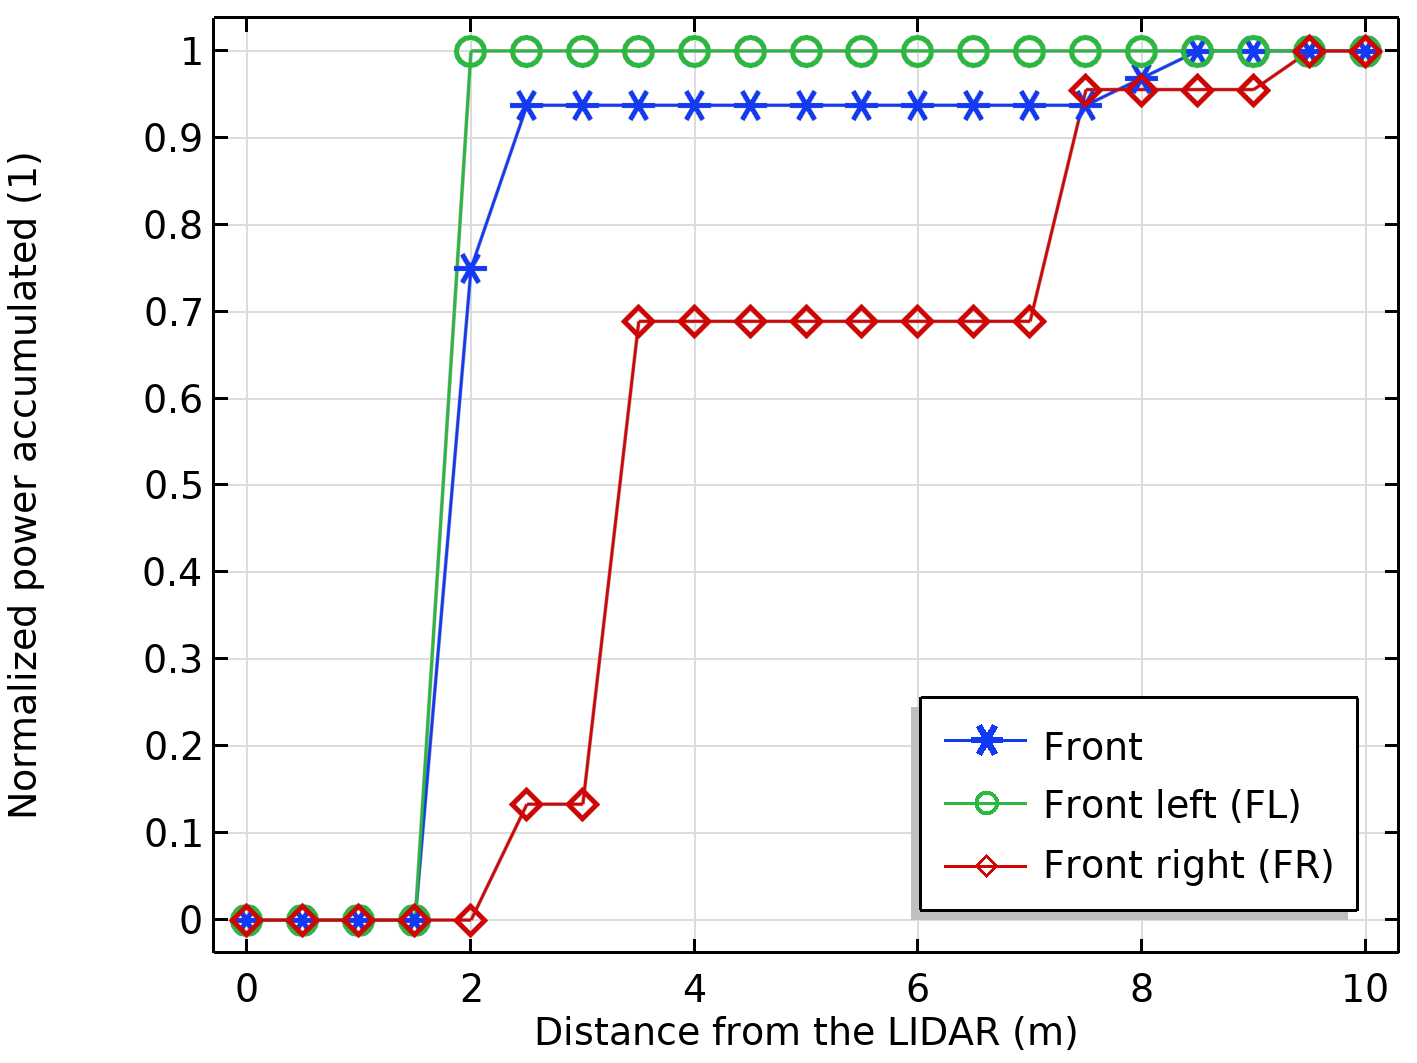 Normalized power accumulated (1)
1
0.9
0.8
0.7
0.6
0.5
0.4
0.3
0.2
0.1
0
Front
Front left (FL)
Front right (FR)
0 2 4 6 8 10
Distance from the LIDAR (m)